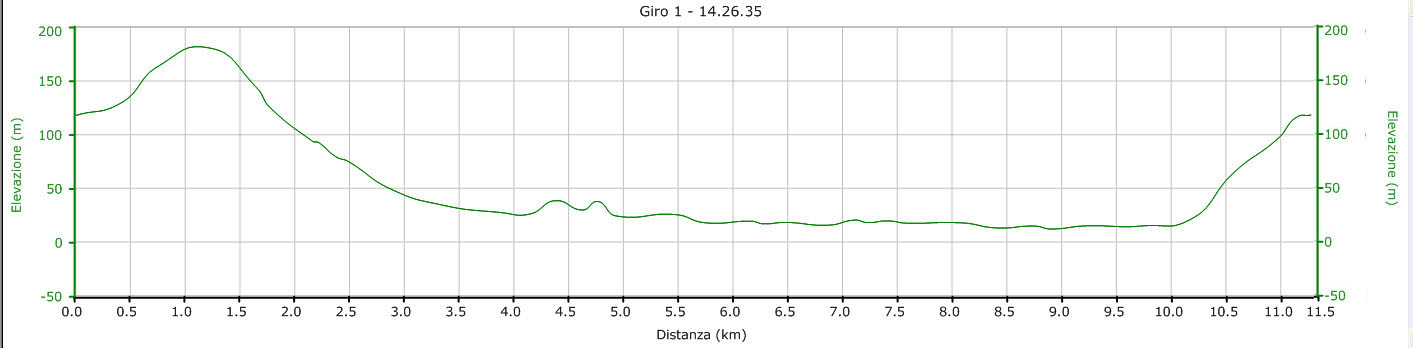 Giro 1 - 14.26.35
200 200
150 150
100 100
50 50
0 0
-50 -50
Elevazione (m)
Elevazione (m)
0.0 0.5 1.0 1.5 2.0 2.5 3.0 3.5 4.0 4.5 5.0 5.5 6.0 6.5 7.0 7.5 8.0 8.5 9.0 9.5 10.0 10.5 11.0 11.5
Distanza (km)